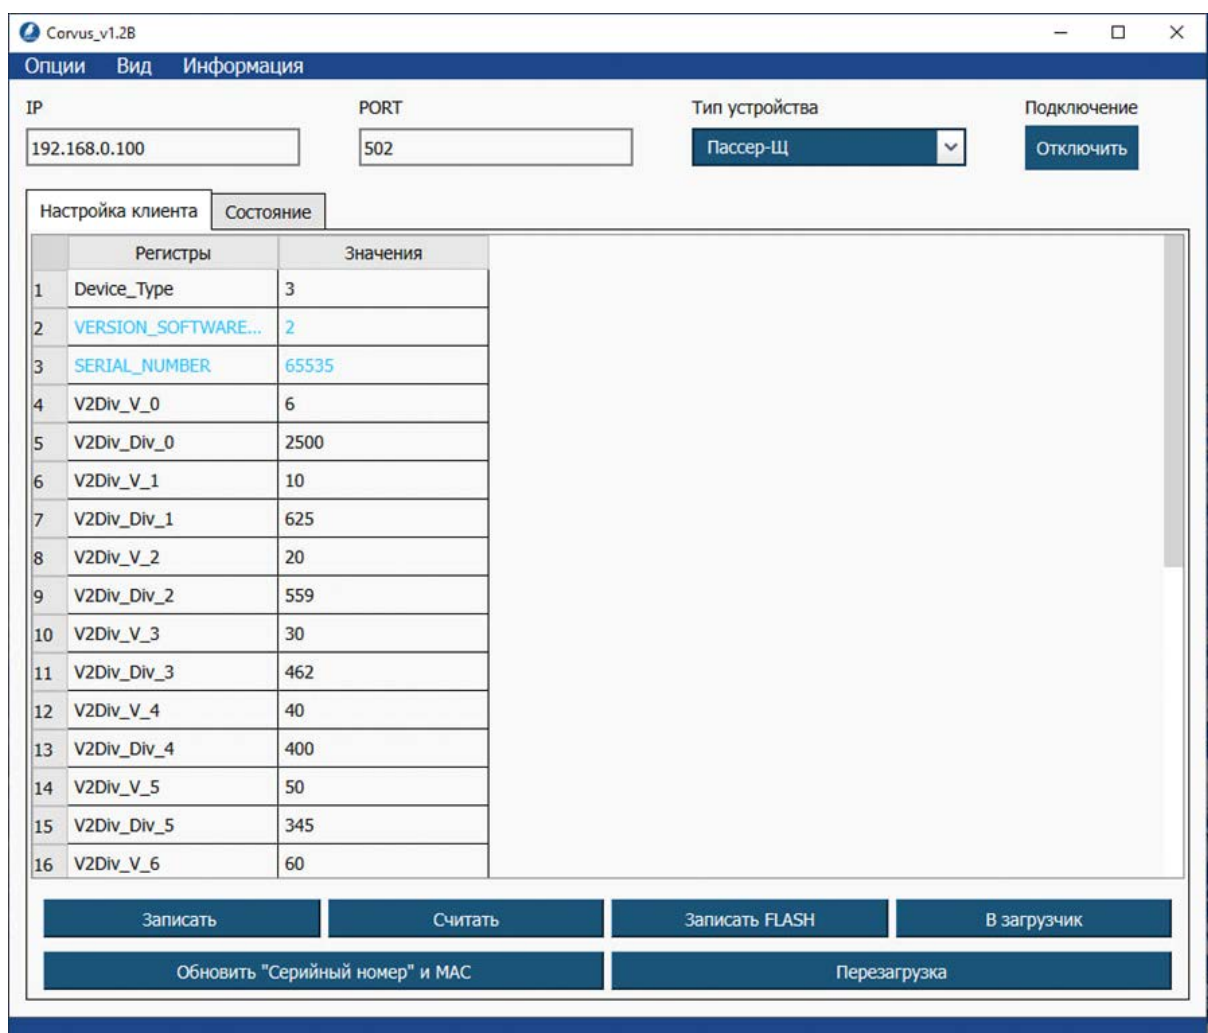 Corvus_v1.2B
Опции Вид Информация
IP PORT Тип устройства Подключение
192.168.0.100 502 Пассер-Щ Отключить
Настройка клиента Состояние
Регистры Значения
1 Device_Type 3
2 VERSION_SOFTWARE... 2
3 SERIAL_NUMBER 65535
4 V2Div_V_0 6
5 V2Div_Div_0 2500
6 V2Div_V_1 10
7 V2Div_Div_1 625
8 V2Div_V_2 20
9 V2Div_Div_2 559
10 V2Div_V_3 30
11 V2Div_Div_3 462
12 V2Div_V_4 40
13 V2Div_Div_4 400
14 V2Div_V_5 50
15 V2Div_Div_5 345
16 V2Div_V_6 60
Записать Считать Записать FLASH В загрузчик
Обновить "Серийный номер" и MAC Перезагрузка